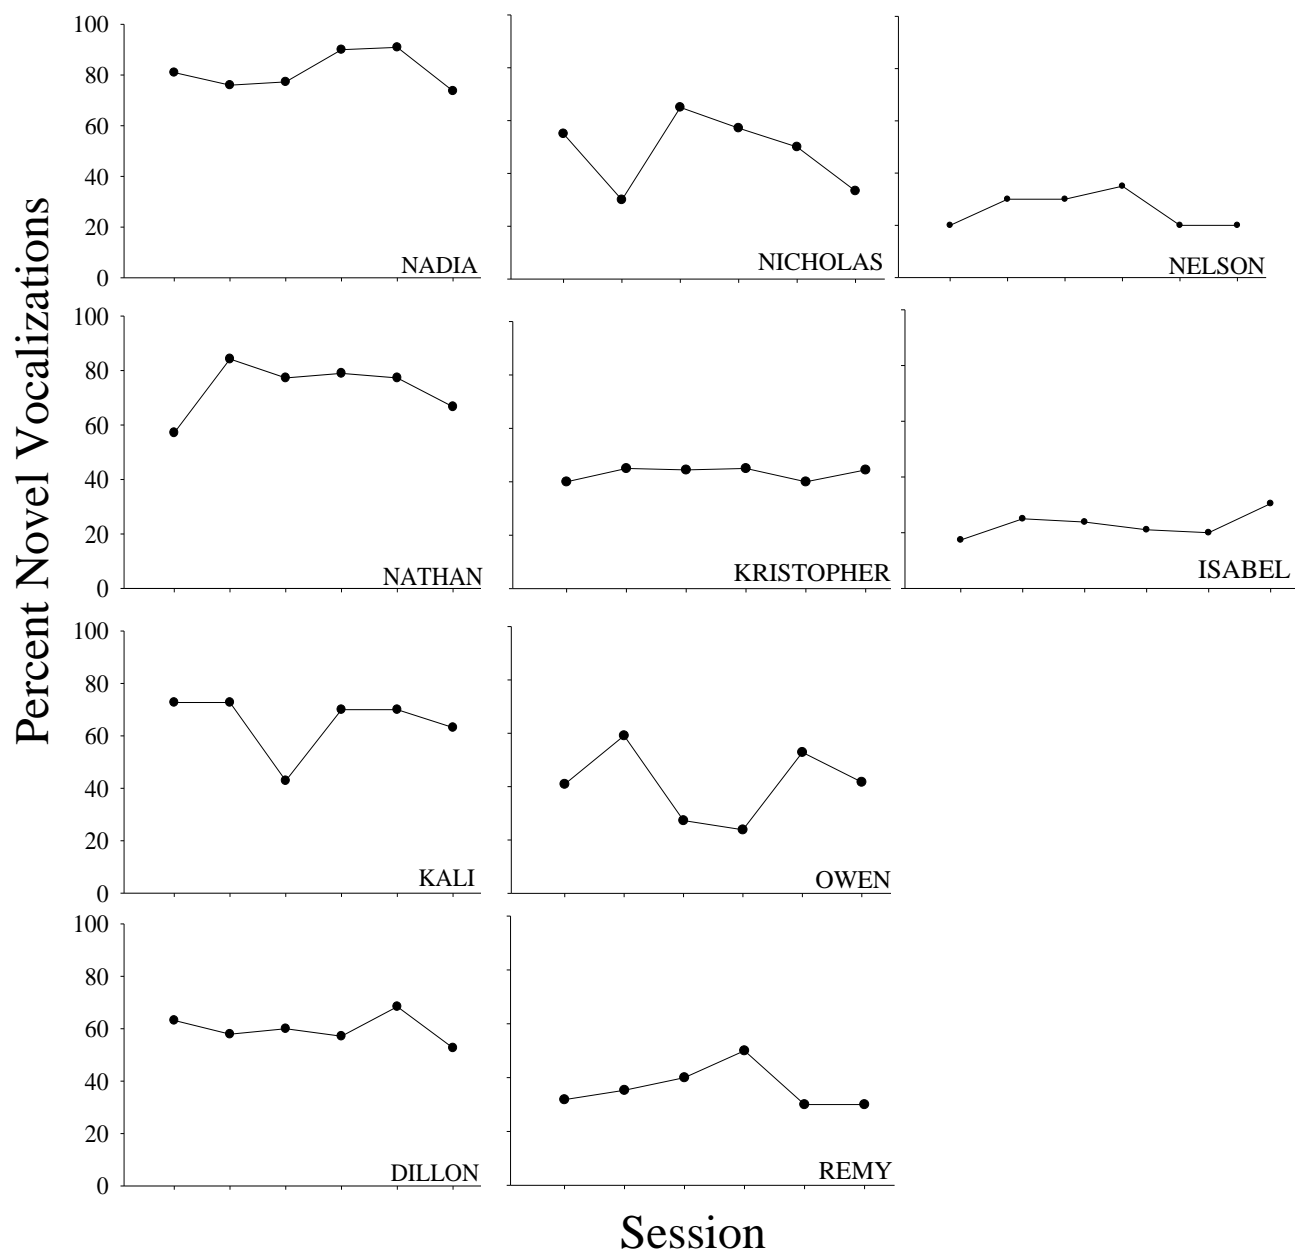 Percent Novel Vocalizations
100
80
60
40
20
0
NADIA
NICHOLAS
NELSON
100
80
60
40
20
0
NATHAN
KRISTOPHER
ISABEL
100
80
60
40
20
0
KALI
OWEN
100
80
60
40
20
0
DILLON
REMY
Session